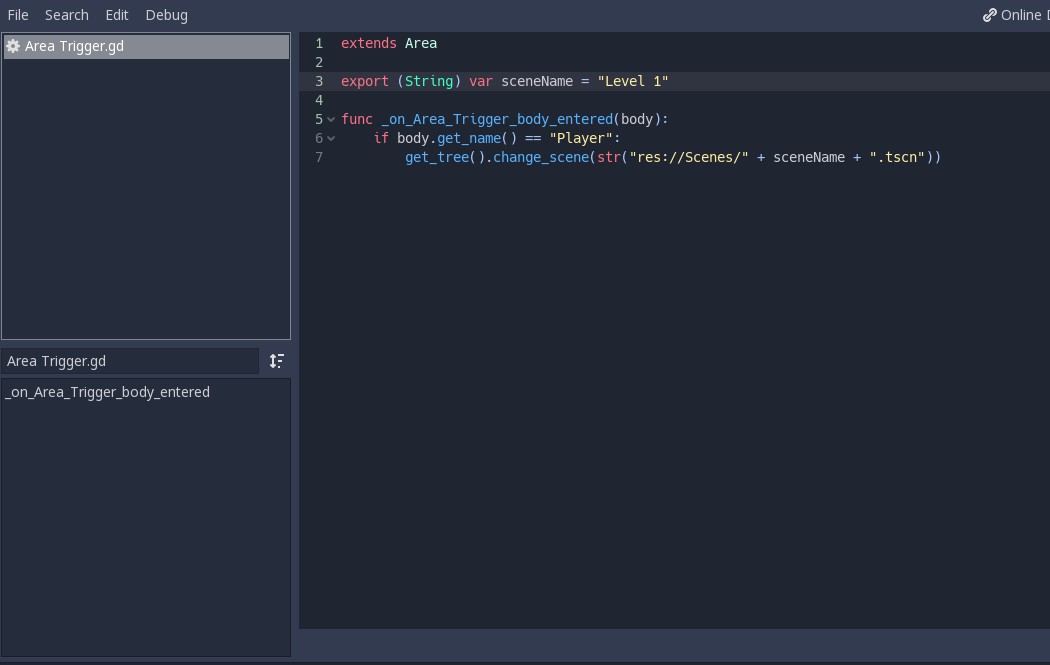 File Search Edit Debug Online
Area Trigger.gd
Area Trigger.gd
_on_Area_Trigger_body_entered
1 extends Area
2
3 export (String) var sceneName = "Level 1"
4
5 func _on_Area_Trigger_body_entered(body):
6 if body.get_name() == "Player":
7 get_tree().change_scene(str("res://Scenes/" + sceneName + ".tscn"))